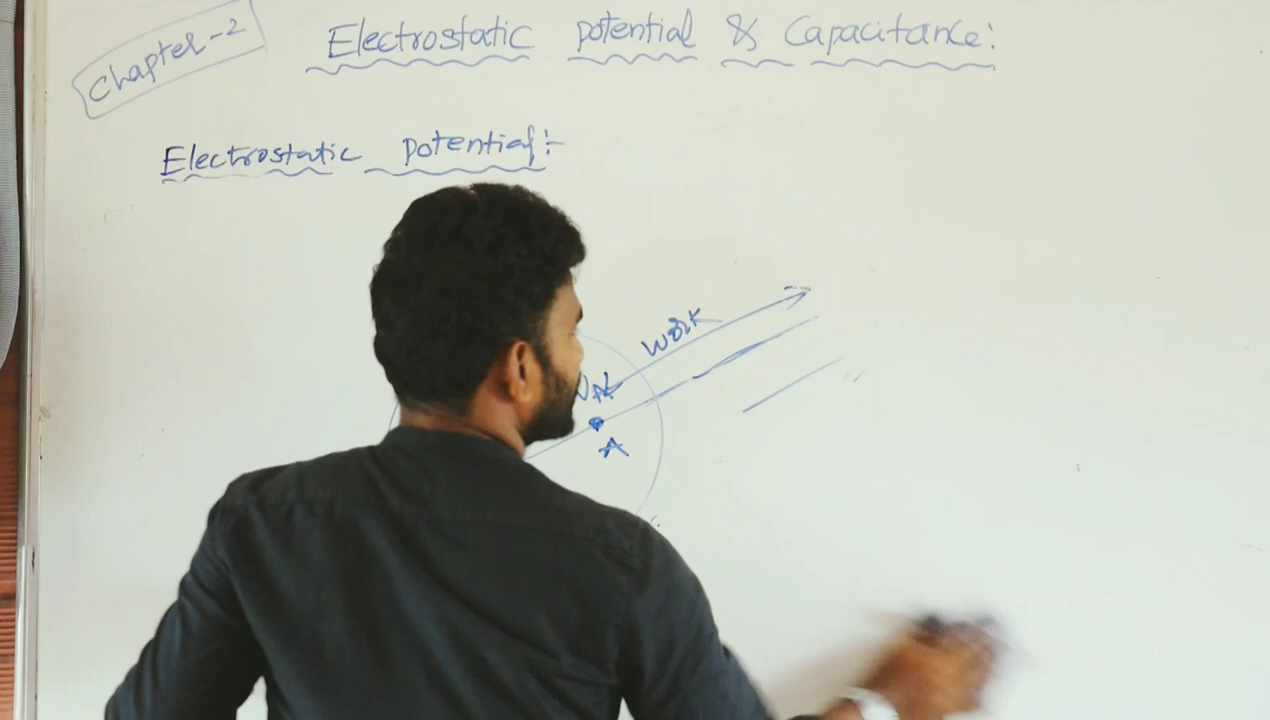 Chapter-2
Electrostatic potential & Capacitance:
Electrostatic potential:-
Work
A